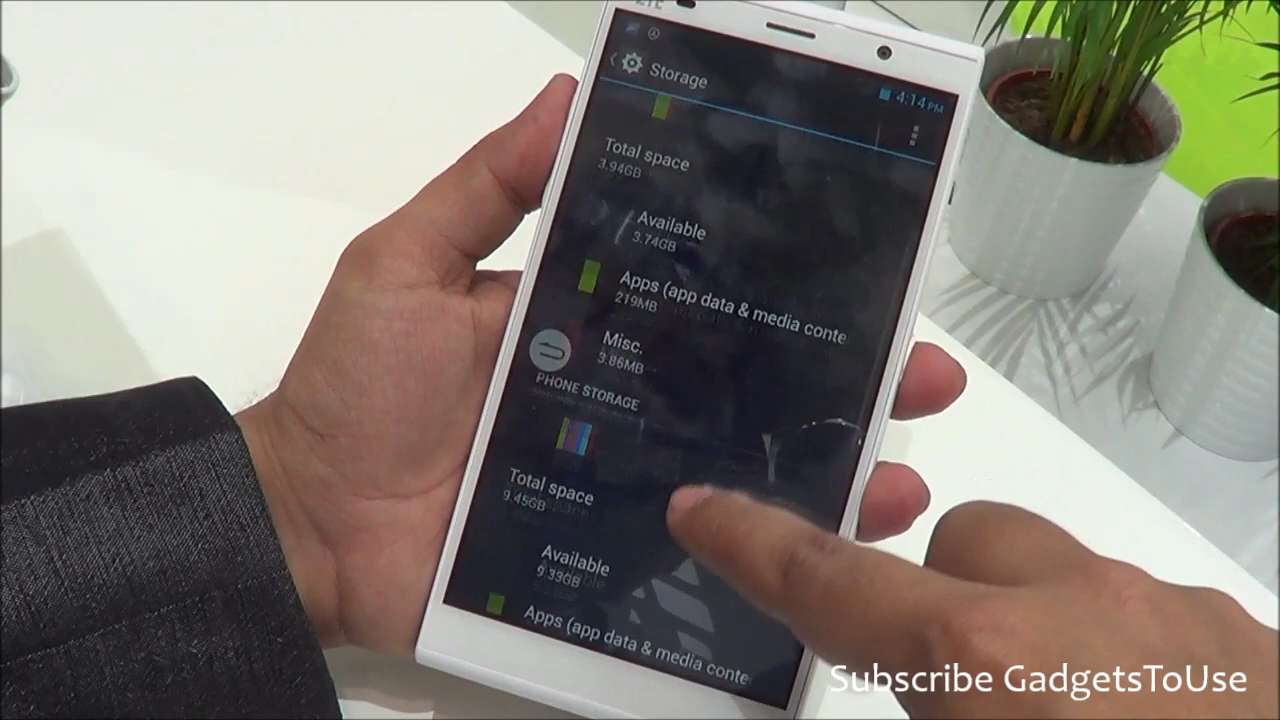 ZTE
Storage
4:14 PM
Total space
3.94GB
Available
3.74GB
Apps (app data & media conte
219MB
Misc.
3.86MB
PHONE STORAGE
Total space
9.45GB
Available
9.33GB
Apps (app data & media conte
Subscribe GadgetsToUse